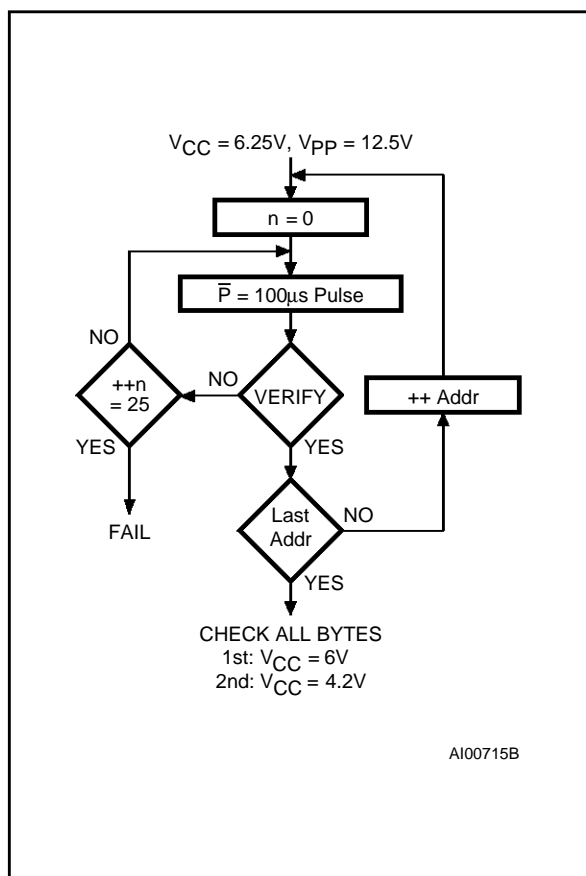 VCC = 6.25V, VPP = 12.5V
n = 0
P̅ = 100µs Pulse
NO
++n
= 25
NO
VERIFY
++ Addr
YES
YES
Last
Addr
NO
FAIL
YES
CHECK ALL BYTES
1st: VCC = 6V
2nd: VCC = 4.2V
AI00715B